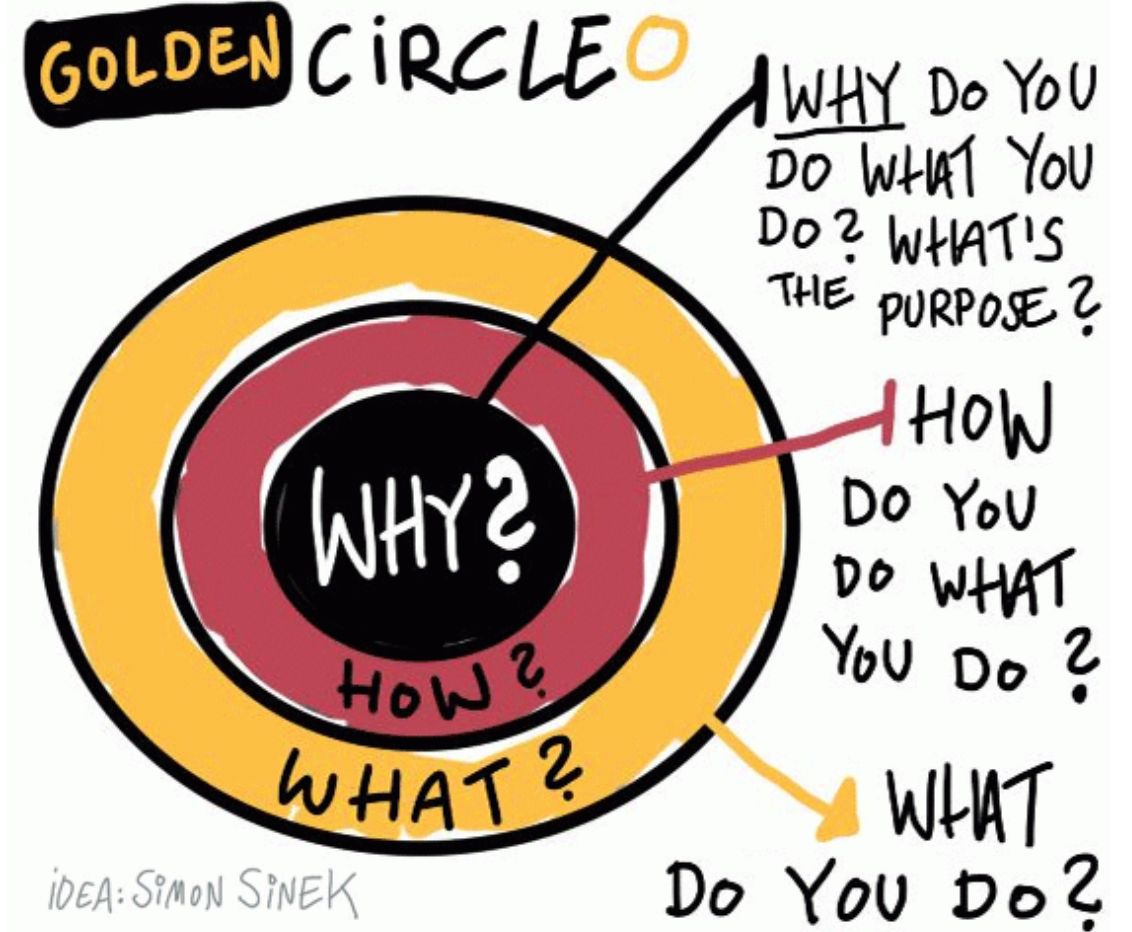 GOLDEN CiRCLE
WHY DO YOU
DO WHAT YOU
DO? WHAT'S
THE PURPOSE?
HOW
DO YOU
DO WHAT
YOU DO?
WHY?
HOW?
WHAT?
WHAT
DO YOU DO?
iDEA: SiMON SiNEK